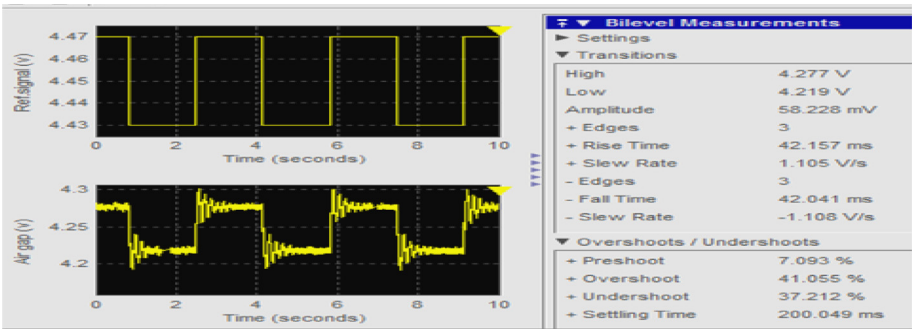 Ref.signal (v)
4.47
4.46
4.45
4.44
4.43
0 2 4 6 8 10
Time (seconds)
Air gap (v)
4.3
4.25
4.2
0 2 4 6 8 10
Time (seconds)
Bilevel Measurements
Settings
Transitions
High 4.277 V
Low 4.219 V
Amplitude 58.228 mV
+ Edges 3
+ Rise Time 42.157 ms
+ Slew Rate 1.105 V/s
- Edges 3
- Fall Time 42.041 ms
- Slew Rate -1.108 V/s
Overshoots / Undershoots
+ Preshoot 7.093 %
+ Overshoot 41.055 %
+ Undershoot 37.212 %
+ Settling Time 200.049 ms